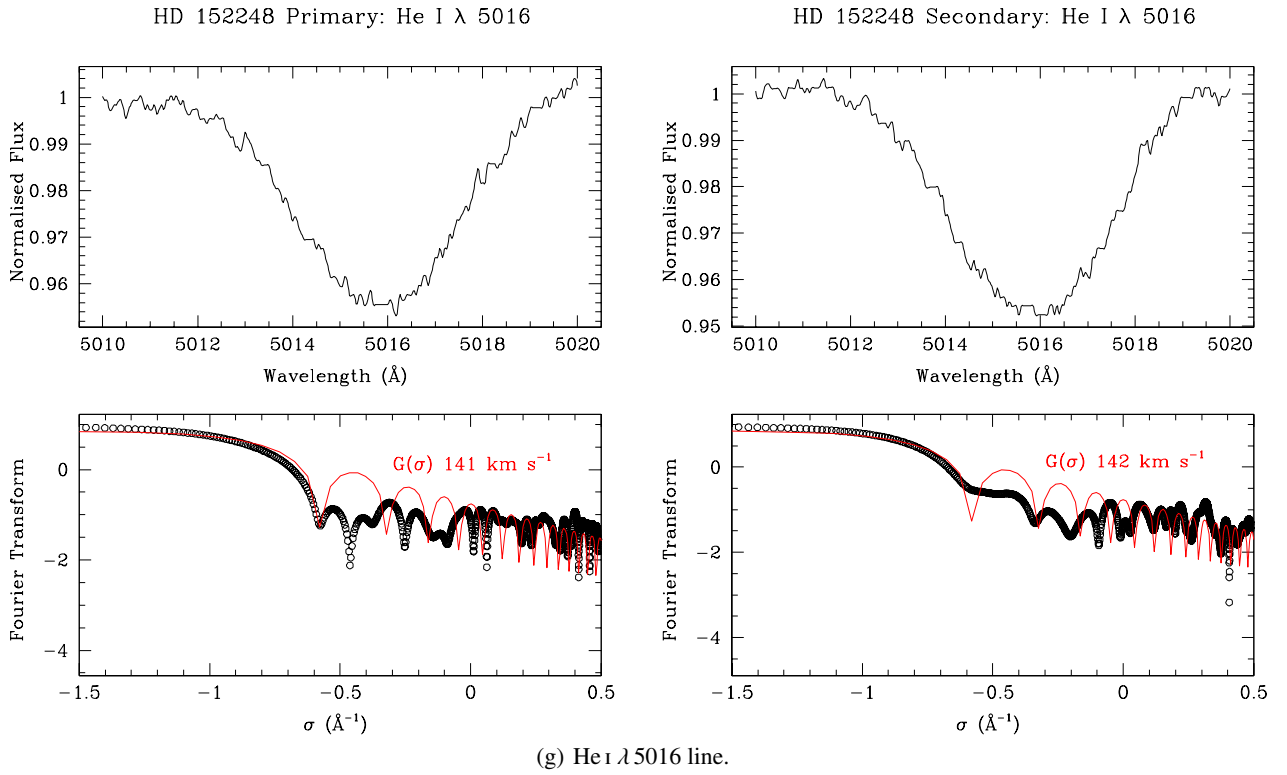 HD 152248 Primary: He I λ 5016
HD 152248 Secondary: He I λ 5016
Normalised Flux
1
0.99
0.98
0.97
0.96
5010 5012 5014 5016 5018 5020
Wavelength (Å)
Normalised Flux
1
0.99
0.98
0.97
0.96
0.95
5010 5012 5014 5016 5018 5020
Wavelength (Å)
Fourier Transform
0
−2
−4
G(σ) 141 km s⁻¹
−1.5 −1 −0.5 0 0.5
σ (Å⁻¹)
Fourier Transform
0
−2
−4
G(σ) 142 km s⁻¹
−1.5 −1 −0.5 0 0.5
σ (Å⁻¹)
(g) He I λ 5016 line.